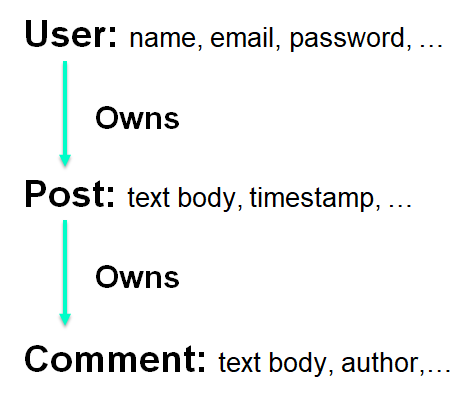 User: name, email, password, …
Owns
Post: text body, timestamp, …
Owns
Comment: text body, author,…